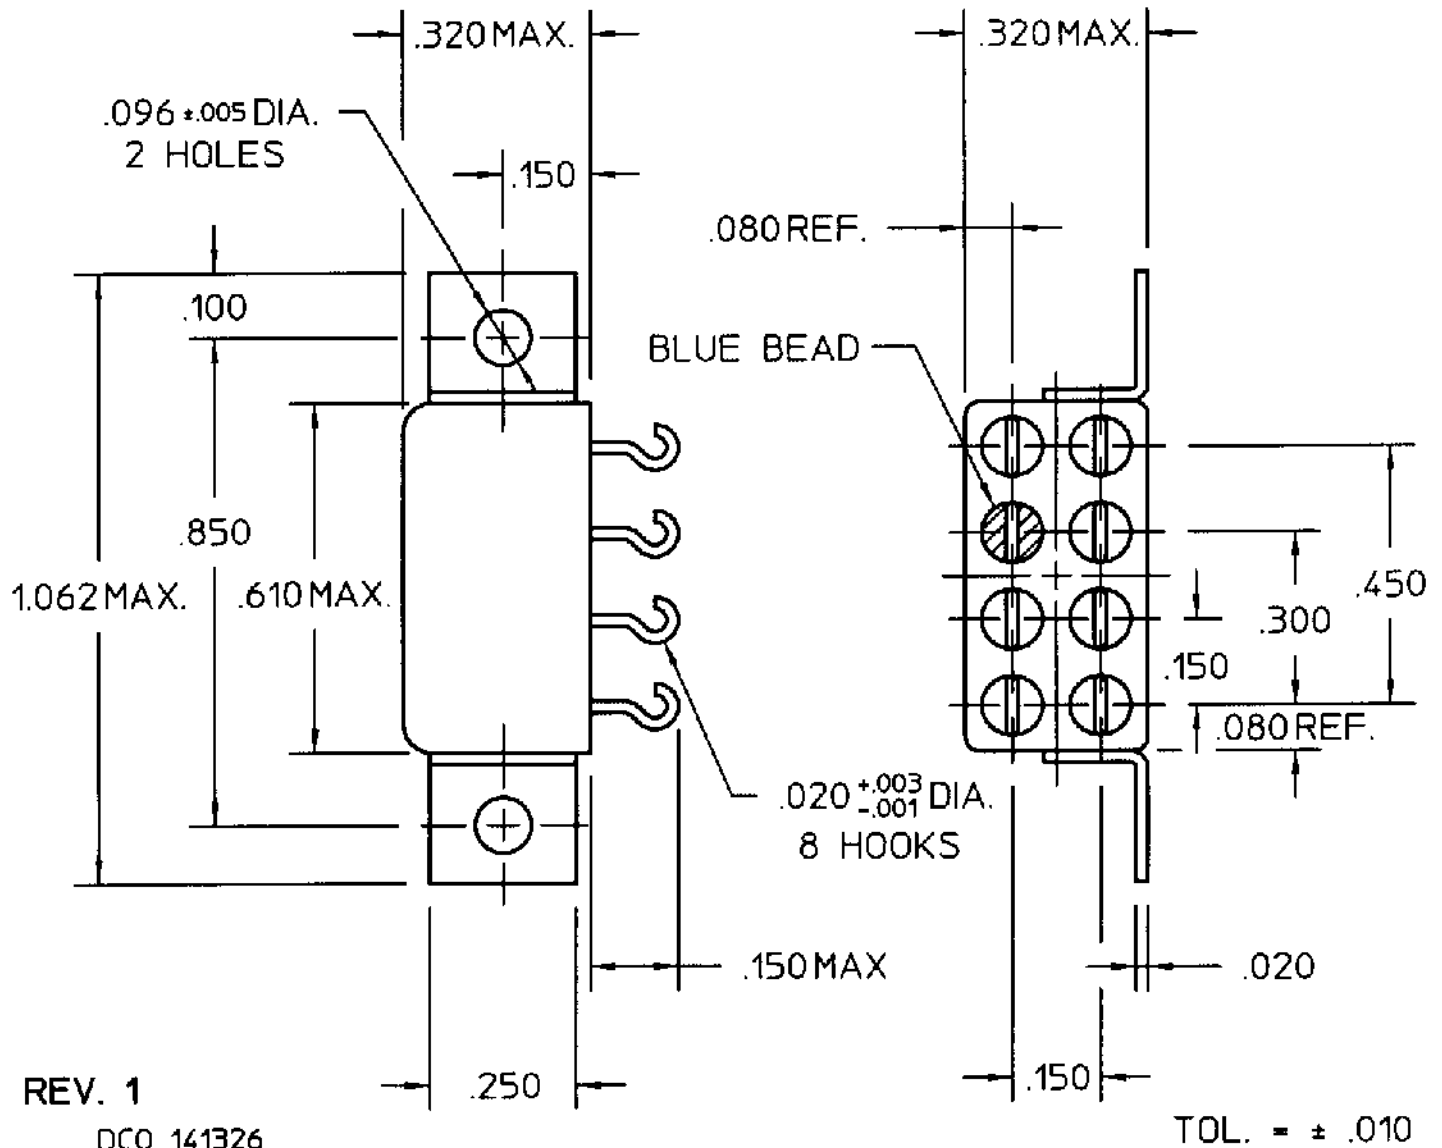 .320 MAX.
.320 MAX.
.096 ±.005 DIA.
2 HOLES
.150
.080 REF.
.100
BLUE BEAD
.850
1.062 MAX.
.610 MAX.
.450
.300
.150
.080 REF.
.020 +.003 -.001 DIA.
8 HOOKS
.150 MAX
.020
.250
.150
REV. 1
DCO 141326
TOL. = ± .010